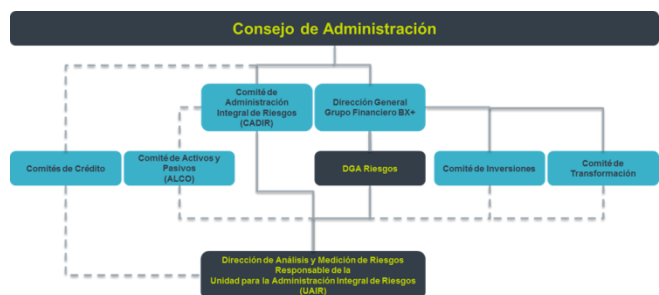 Consejo de Administración
Comité de
Administración
Integral de Riesgos
(CADIR)
Dirección General
Grupo Financiero BX+
Comités de Crédito
Comité de Activos y
Pasivos
(ALCO)
DGA Riesgos
Comité de Inversiones
Comité de
Transformación
Dirección de Análisis y Medición de Riesgos
Responsable de la
Unidad para la Administración Integral de Riesgos
(UAIR)